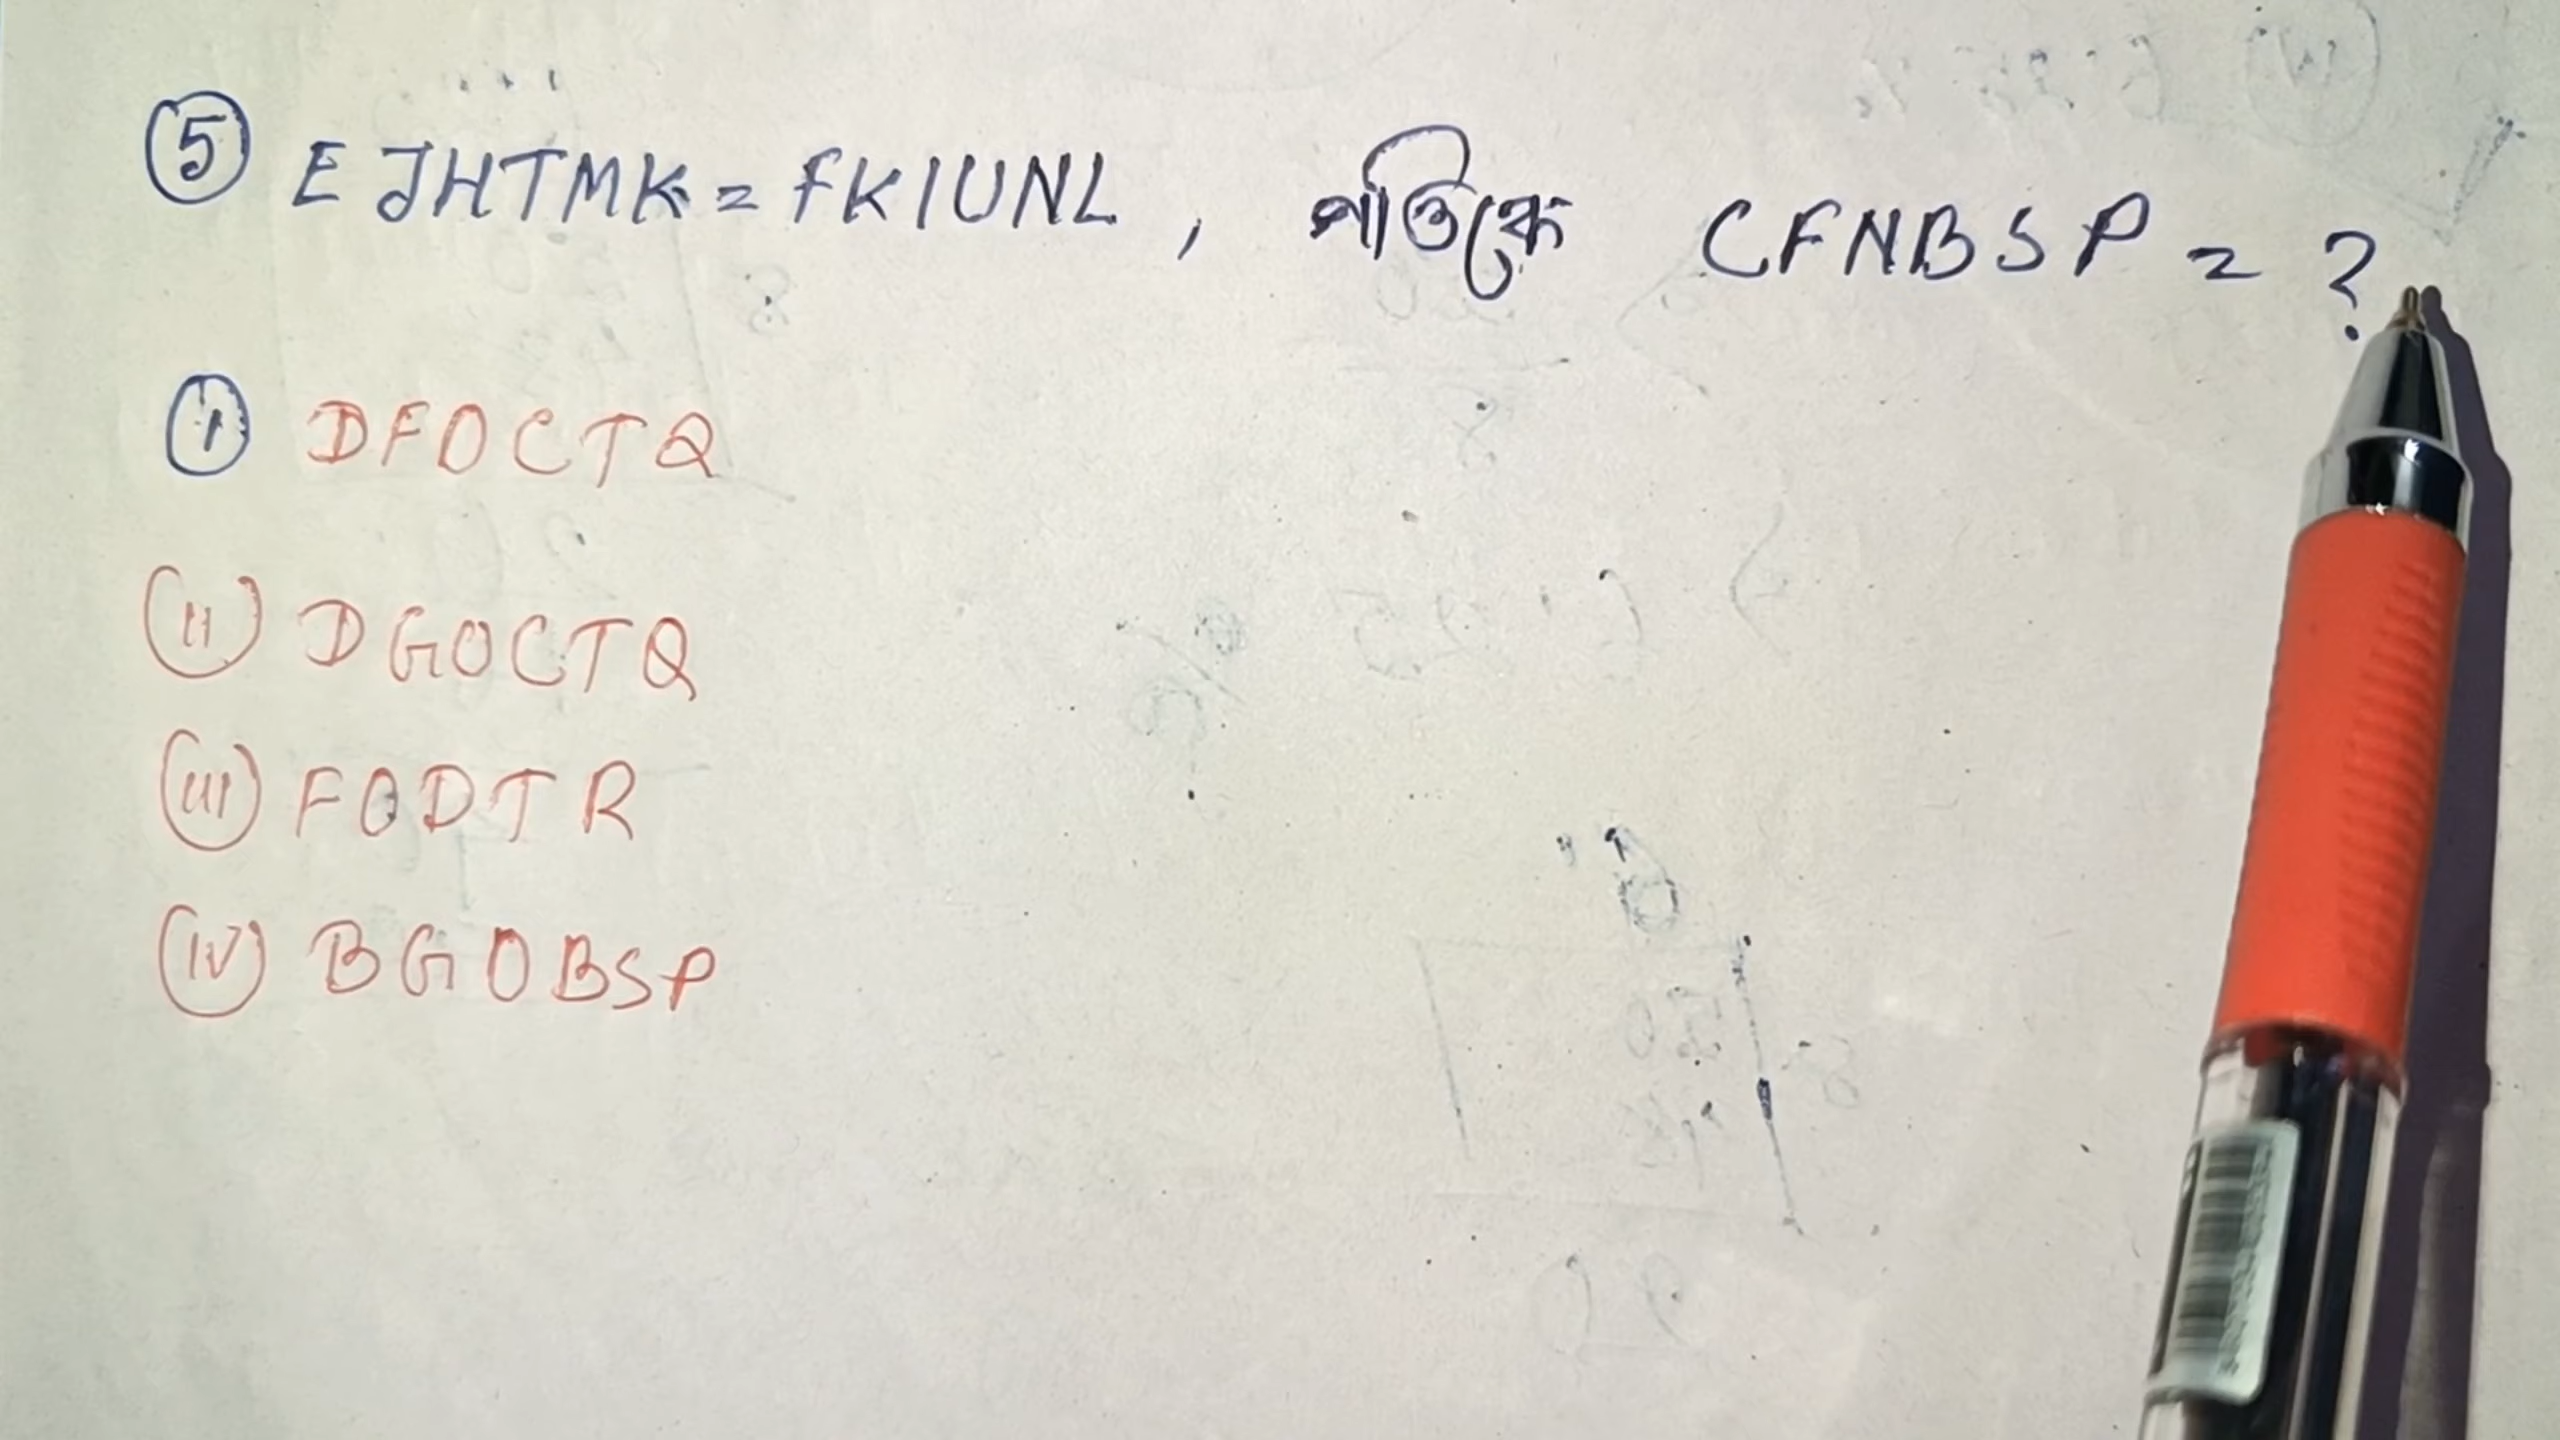 ⑤ EJHTMK = FKIUNL, CFNBSP = ?
(I) DFOCTQ
(II) DGOCTQ
(III) FODTR
(IV) BGOBSP